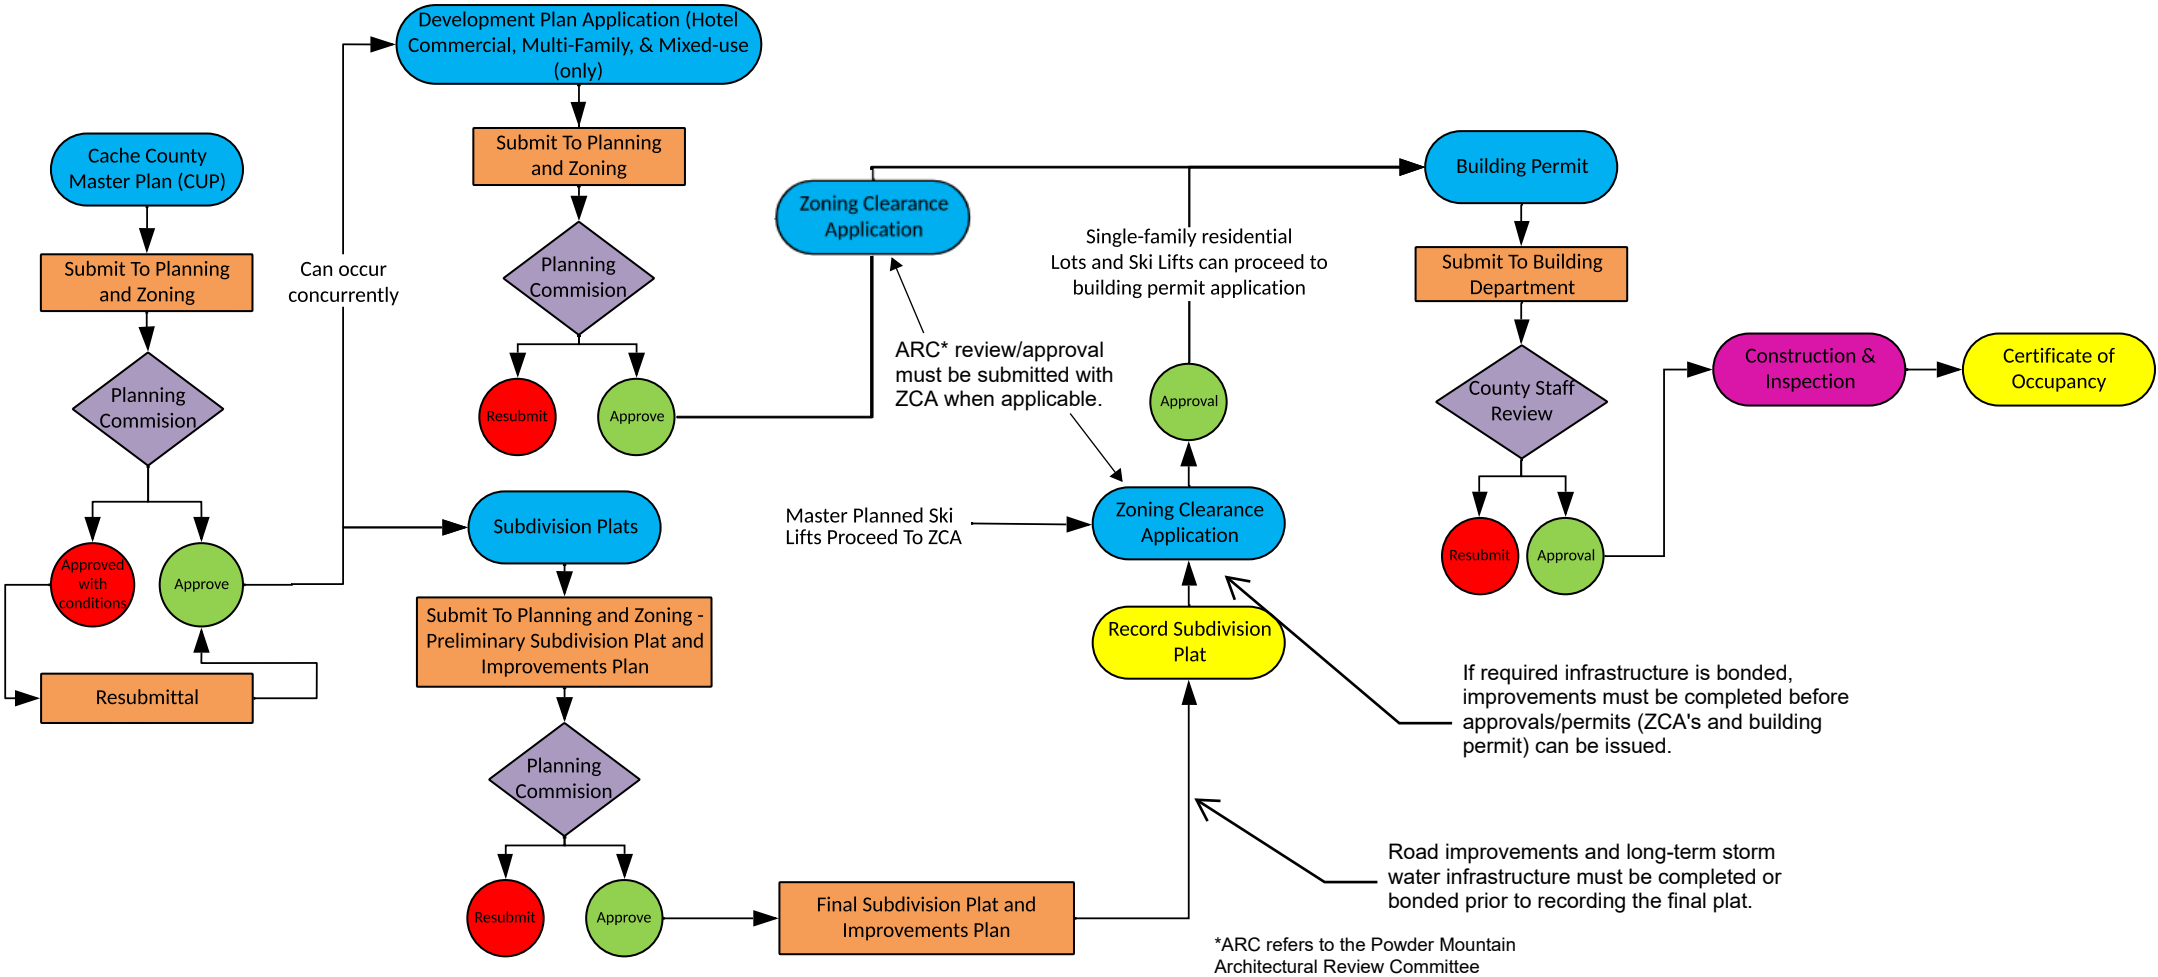 Cache County
Master Plan (CUP)
Submit To Planning
and Zoning
Planning
Commision
Approved
with
conditions
Approve
Resubmittal
Can occur
concurrently
Development Plan Application (Hotel
Commercial, Multi-Family, & Mixed-use
(only)
Submit To Planning
and Zoning
Planning
Commision
Resubmit
Approve
Subdivision Plats
Submit To Planning and Zoning -
Preliminary Subdivision Plat and
Improvements Plan
Planning
Commision
Resubmit
Approve
Final Subdivision Plat and
Improvements Plan
Zoning Clearance
Application
ARC* review/approval
must be submitted with
ZCA when applicable.
Master Planned Ski
Lifts Proceed To ZCA
Single-family residential
Lots and Ski Lifts can proceed to
building permit application
Approval
Zoning Clearance
Application
Record Subdivision
Plat
Building Permit
Submit To Building
Department
County Staff
Review
Resubmit
Approval
Construction &
Inspection
Certificate of
Occupancy
If required infrastructure is bonded,
improvements must be completed before
approvals/permits (ZCA's and building
permit) can be issued.
Road improvements and long-term storm
water infrastructure must be completed or
bonded prior to recording the final plat.
*ARC refers to the Powder Mountain
Architectural Review Committee